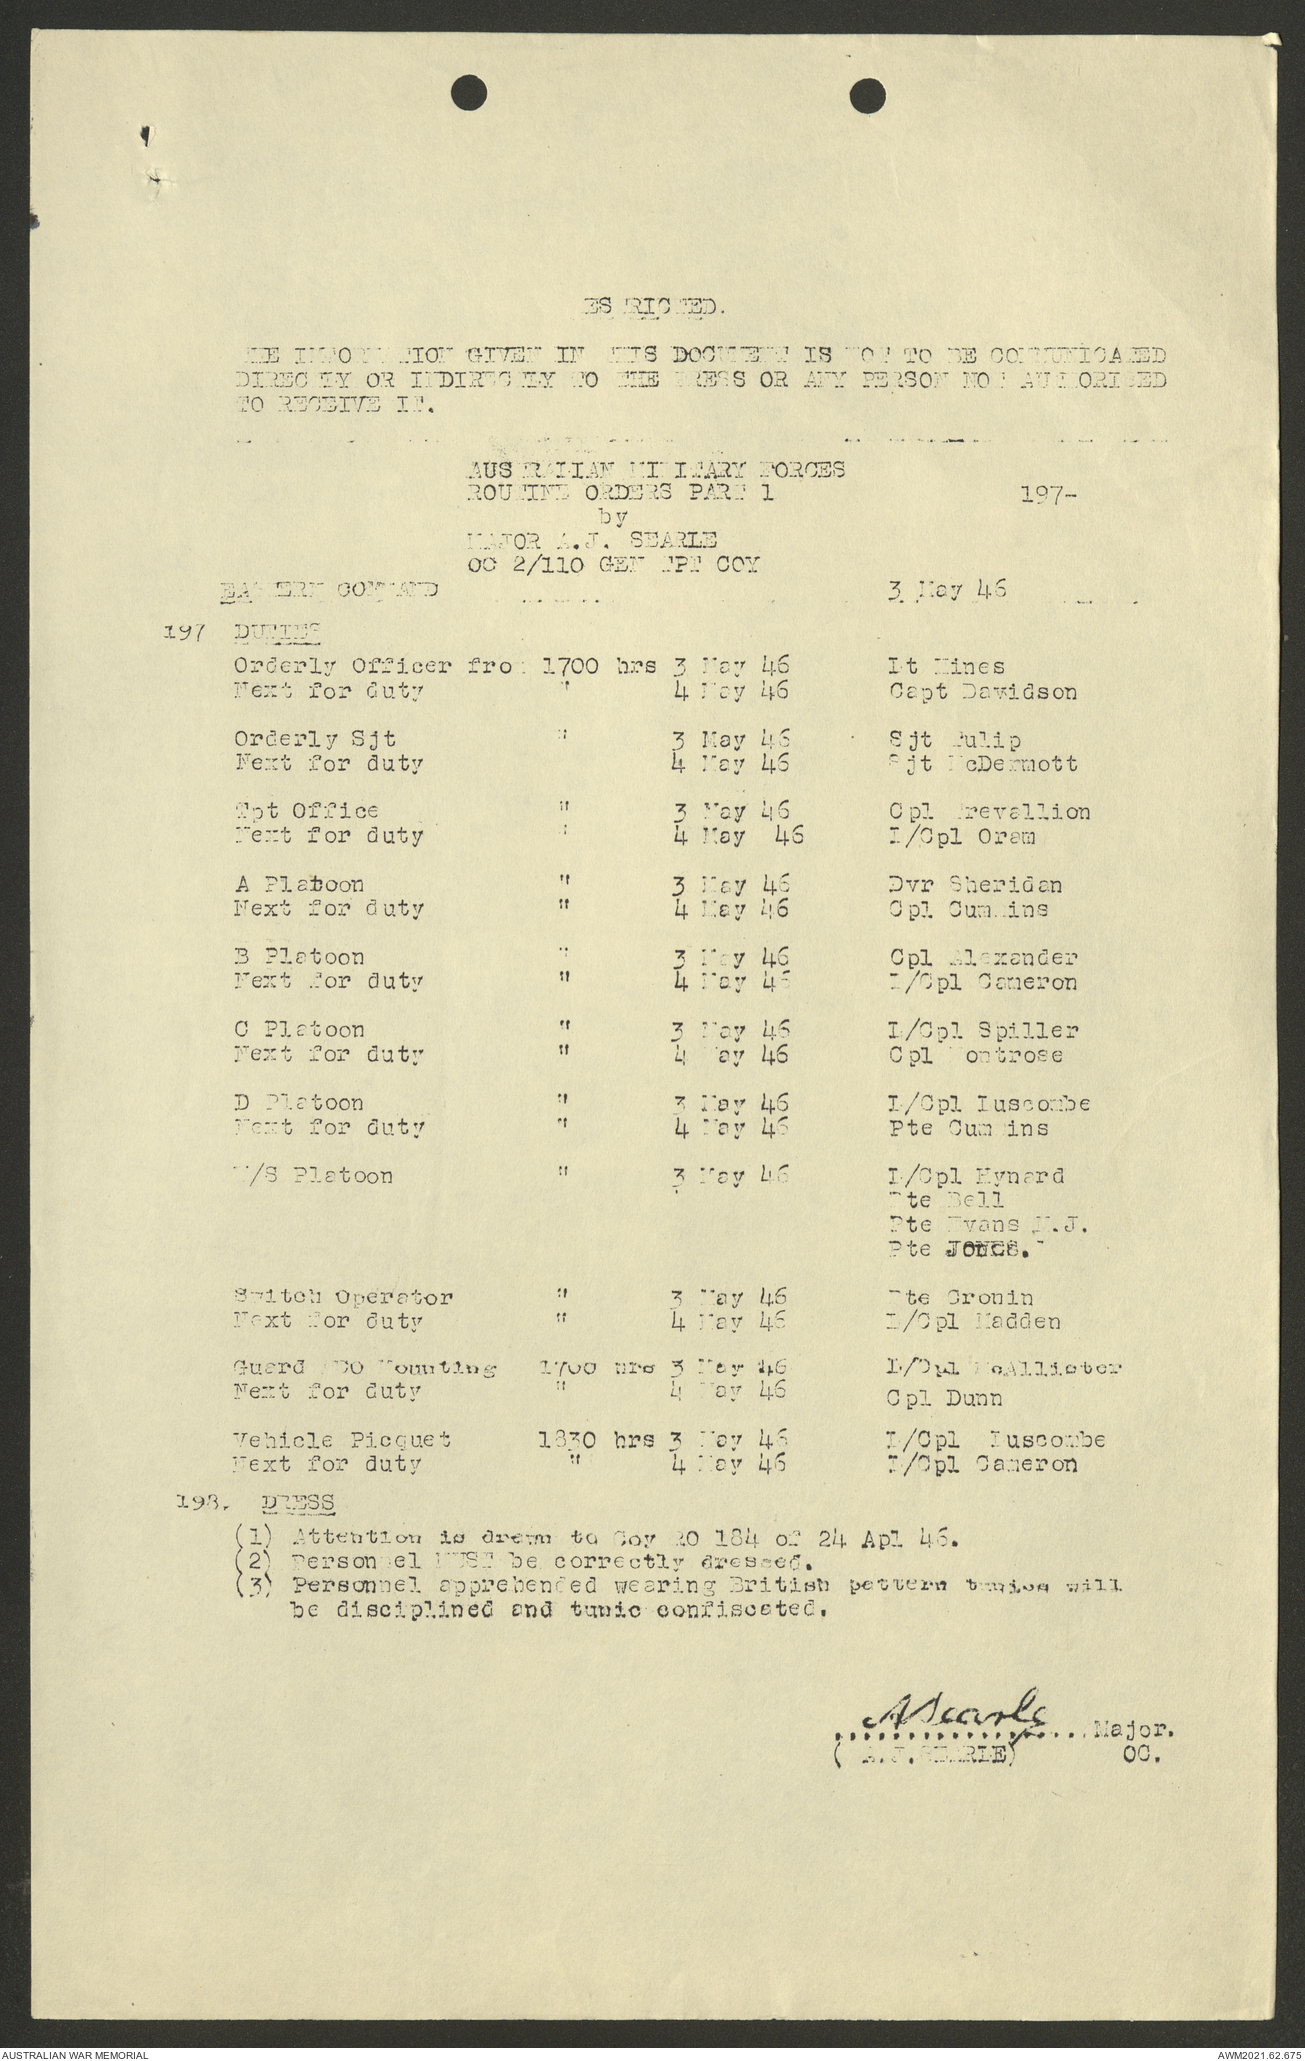 RESTRICTED.
THE INFORMATION GIVEN IN THIS DOCUMENT IS NOT TO BE COMMUNICATED
DIRECTLY OR INDIRECTLY TO THE PRESS OR ANY PERSON NOT AUTHORISED
TO RECEIVE IT.
AUSTRALIAN MILITARY FORCES
ROUTINE ORDERS PART 1 197-
by
MAJOR A.J. SEARLE
OC 2/110 GEN TPT COY
EASTERN COMMAND 3 May 46
197 DUTIES
Orderly Officer from 1700 hrs 3 May 46 Lt Hines
Next for duty " 4 May 46 Capt Davidson
Orderly Sjt " 3 May 46 Sjt Tulip
Next for duty " 4 May 46 Sjt McDermott
Tpt Office " 3 May 46 Cpl Trevallion
Next for duty " 4 May 46 L/Cpl Oram
A Platoon " 3 May 46 Dvr Sheridan
Next for duty " 4 May 46 Cpl Cummins
B Platoon " 3 May 46 Cpl Alexander
Next for duty " 4 May 46 L/Cpl Cameron
C Platoon " 3 May 46 L/Cpl Spiller
Next for duty " 4 May 46 Cpl Montrose
D Platoon " 3 May 46 L/Cpl Luscombe
Next for duty " 4 May 46 Pte Cummins
W/S Platoon " 3 May 46 L/Cpl Hynard
Pte Bell
Pte Evans M.J.
Pte JONES.
Switch Operator " 3 May 46 Pte Cronin
Next for duty " 4 May 46 L/Cpl Madden
Guard NCO Mounting 1700 hrs 3 May 46 L/Cpl McAllister
Next for duty " 4 May 46 Cpl Dunn
Vehicle Picquet 1830 hrs 3 May 46 L/Cpl Luscombe
Next for duty " 4 May 46 L/Cpl Cameron
198. DRESS
(1) Attention is drawn to Coy RO 184 of 24 Apl 46.
(2) Personnel MUST be correctly dressed.
(3) Personnel apprehended wearing British pattern tunics will
be disciplined and tunic confiscated.
A Searle
.................. Major.
( A.J. SEARLE) OC.
AUSTRALIAN WAR MEMORIAL AWM2021.62.675